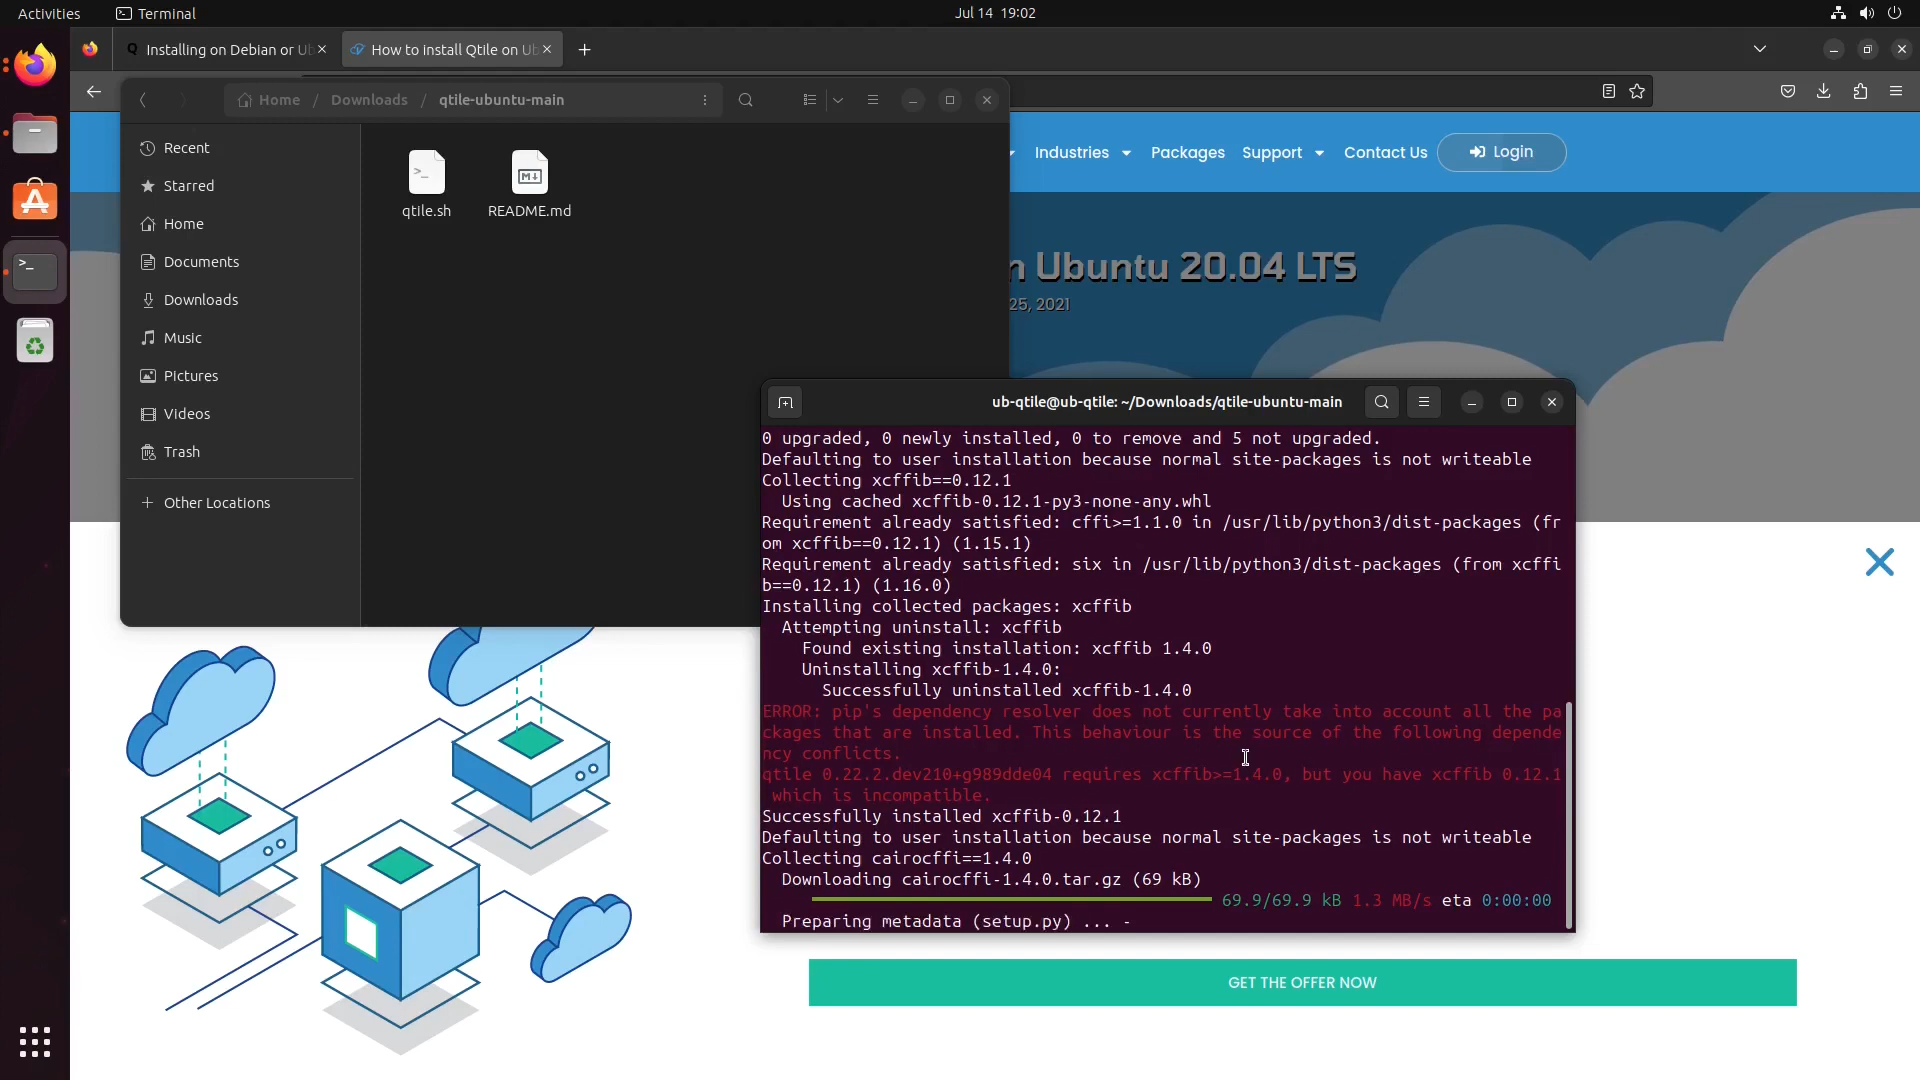 Activities
Terminal
Jul 14 19:02
Installing on Debian or Ub
How to install Qtile on Ub
Home / Downloads / qtile-ubuntu-main
Recent
Starred
Home
Documents
Downloads
Music
Pictures
Videos
Trash
Other Locations
qtile.sh
README.md
Industries
Packages
Support
Contact Us
Login
n Ubuntu 20.04 LTS
25, 2021
ub-qtile@ub-qtile: ~/Downloads/qtile-ubuntu-main
0 upgraded, 0 newly installed, 0 to remove and 5 not upgraded.
Defaulting to user installation because normal site-packages is not writeable
Collecting xcffib==0.12.1
Using cached xcffib-0.12.1-py3-none-any.whl
Requirement already satisfied: cffi>=1.1.0 in /usr/lib/python3/dist-packages (fr
om xcffib==0.12.1) (1.15.1)
Requirement already satisfied: six in /usr/lib/python3/dist-packages (from xcffi
b==0.12.1) (1.16.0)
Installing collected packages: xcffib
Attempting uninstall: xcffib
Found existing installation: xcffib 1.4.0
Uninstalling xcffib-1.4.0:
Successfully uninstalled xcffib-1.4.0
ERROR: pip's dependency resolver does not currently take into account all the pa
ckages that are installed. This behaviour is the source of the following depende
ncy conflicts.
qtile 0.22.2.dev210+g989dde04 requires xcffib>=1.4.0, but you have xcffib 0.12.1
which is incompatible.
Successfully installed xcffib-0.12.1
Defaulting to user installation because normal site-packages is not writeable
Collecting cairocffi==1.4.0
Downloading cairocffi-1.4.0.tar.gz (69 kB)
69.9/69.9 kB 1.3 MB/s eta 0:00:00
Preparing metadata (setup.py) ... -
GET THE OFFER NOW